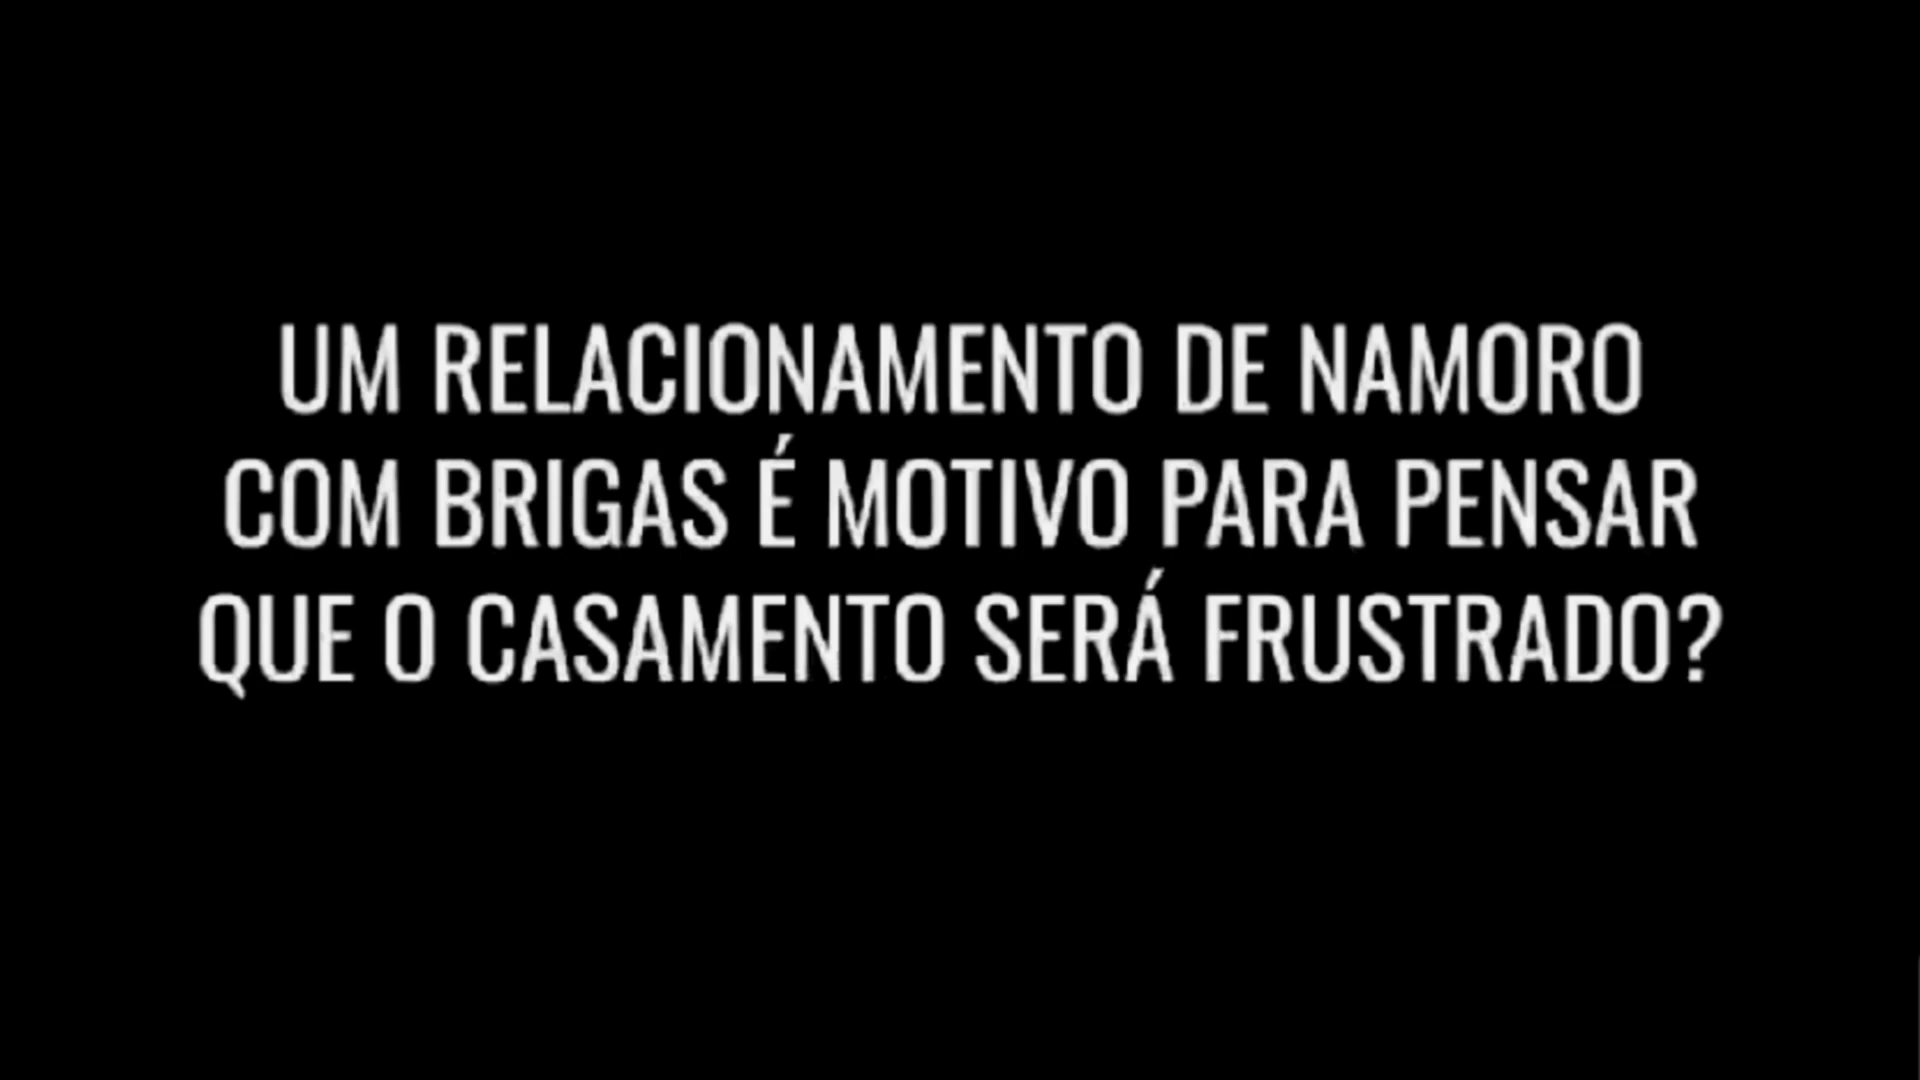 UM RELACIONAMENTO DE NAMORO
COM BRIGAS É MOTIVO PARA PENSAR
QUE O CASAMENTO SERÁ FRUSTRADO?